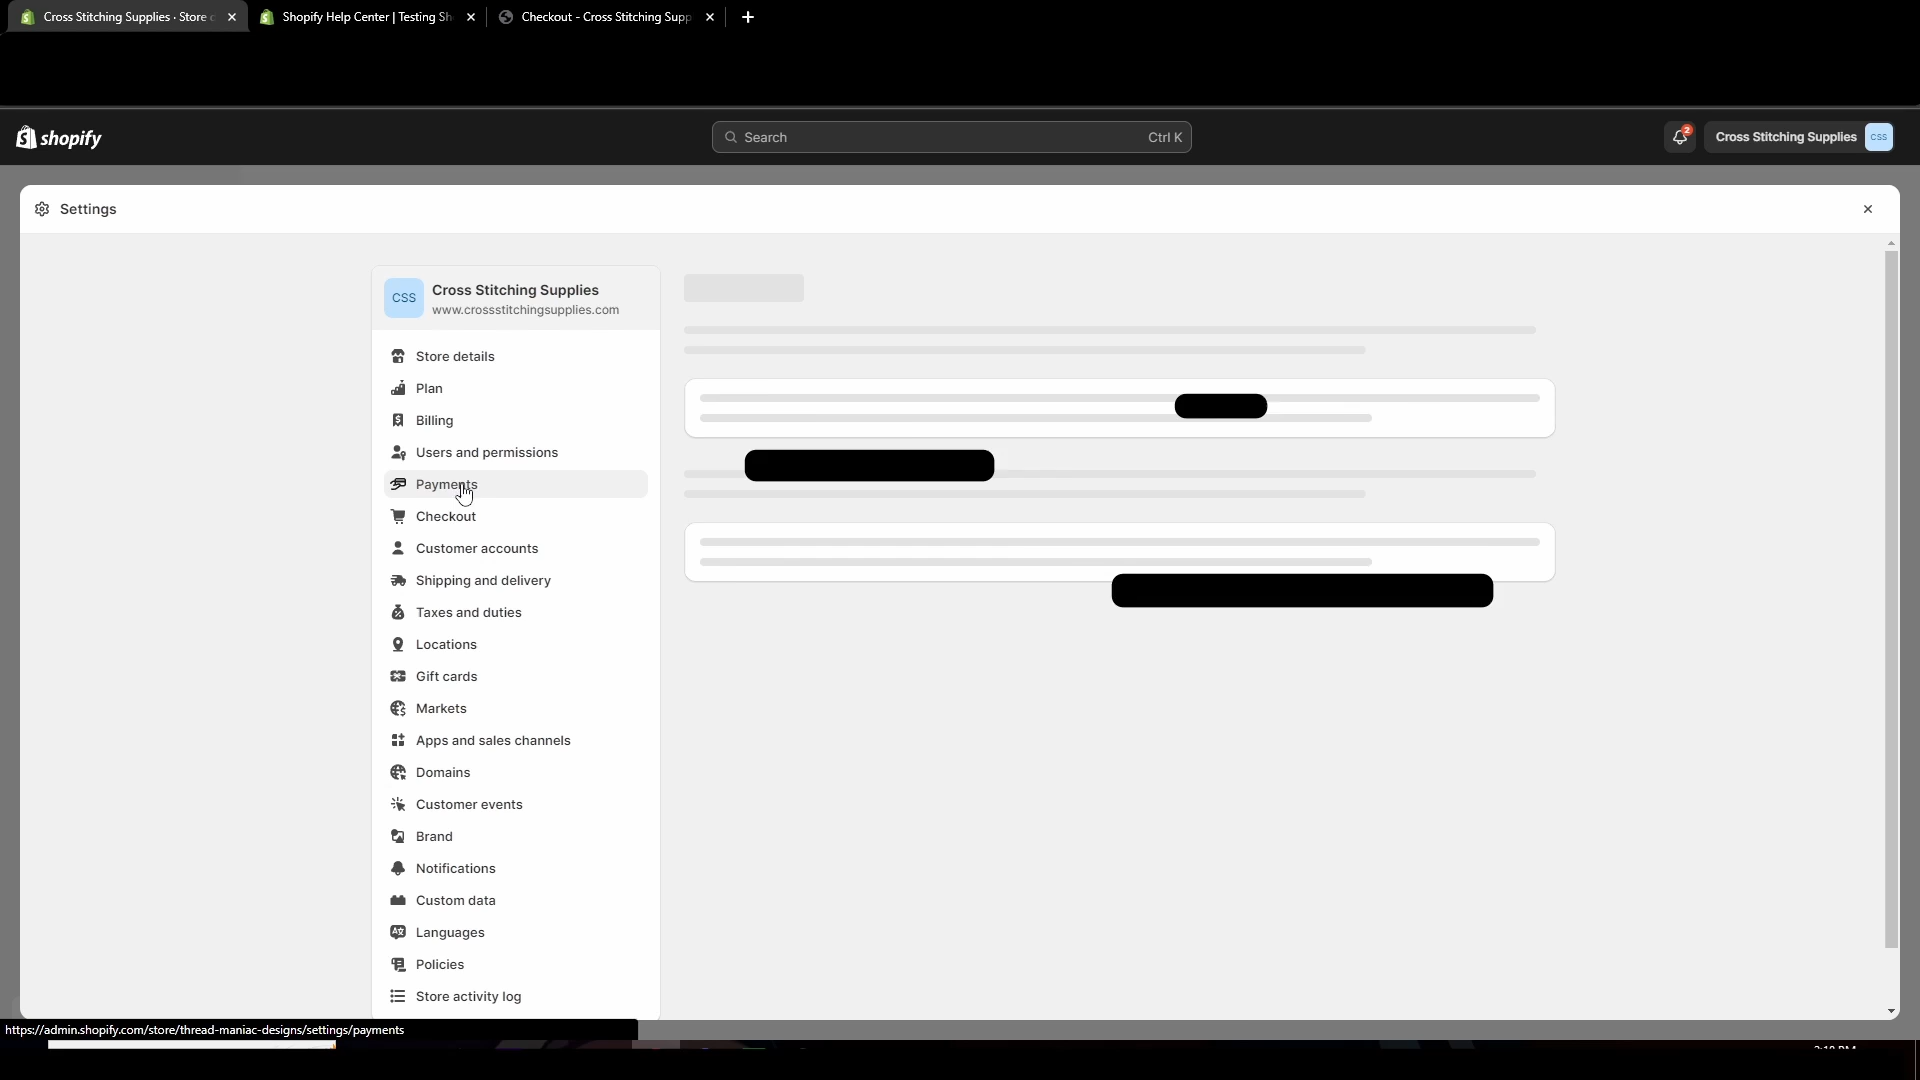 Cross Stitching Supplies · Store
Shopify Help Center | Testing Sh
Checkout - Cross Stitching Supp
shopify
Search
Ctrl K
2
Cross Stitching Supplies
CSS
Settings
CSS
Cross Stitching Supplies
www.crossstitchingsupplies.com
Store details
Plan
Billing
Users and permissions
Payments
Checkout
Customer accounts
Shipping and delivery
Taxes and duties
Locations
Gift cards
Markets
Apps and sales channels
Domains
Customer events
Brand
Notifications
Custom data
Languages
Policies
Store activity log
https://admin.shopify.com/store/thread-maniac-designs/settings/payments